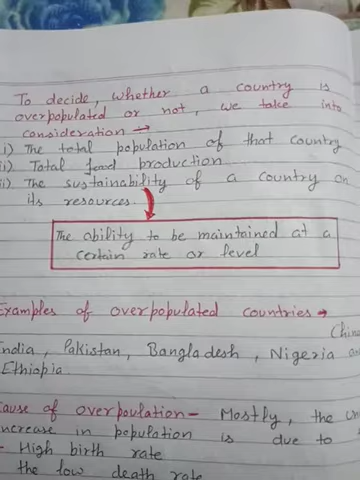 To decide, whether a country is
overpopulated or not, we take into
consideration →
i) The total population of that country
ii) Total food production
ii) The sustainability of a country on
its resources.
The ability to be maintained at a
certain rate or level
Examples of overpopulated countries →
China
India, Pakistan, Bangladesh, Nigeria
Ethiopia
Cause of overpoulation - Mostly, the
increase in population is due to
- High birth rate
the low death rate